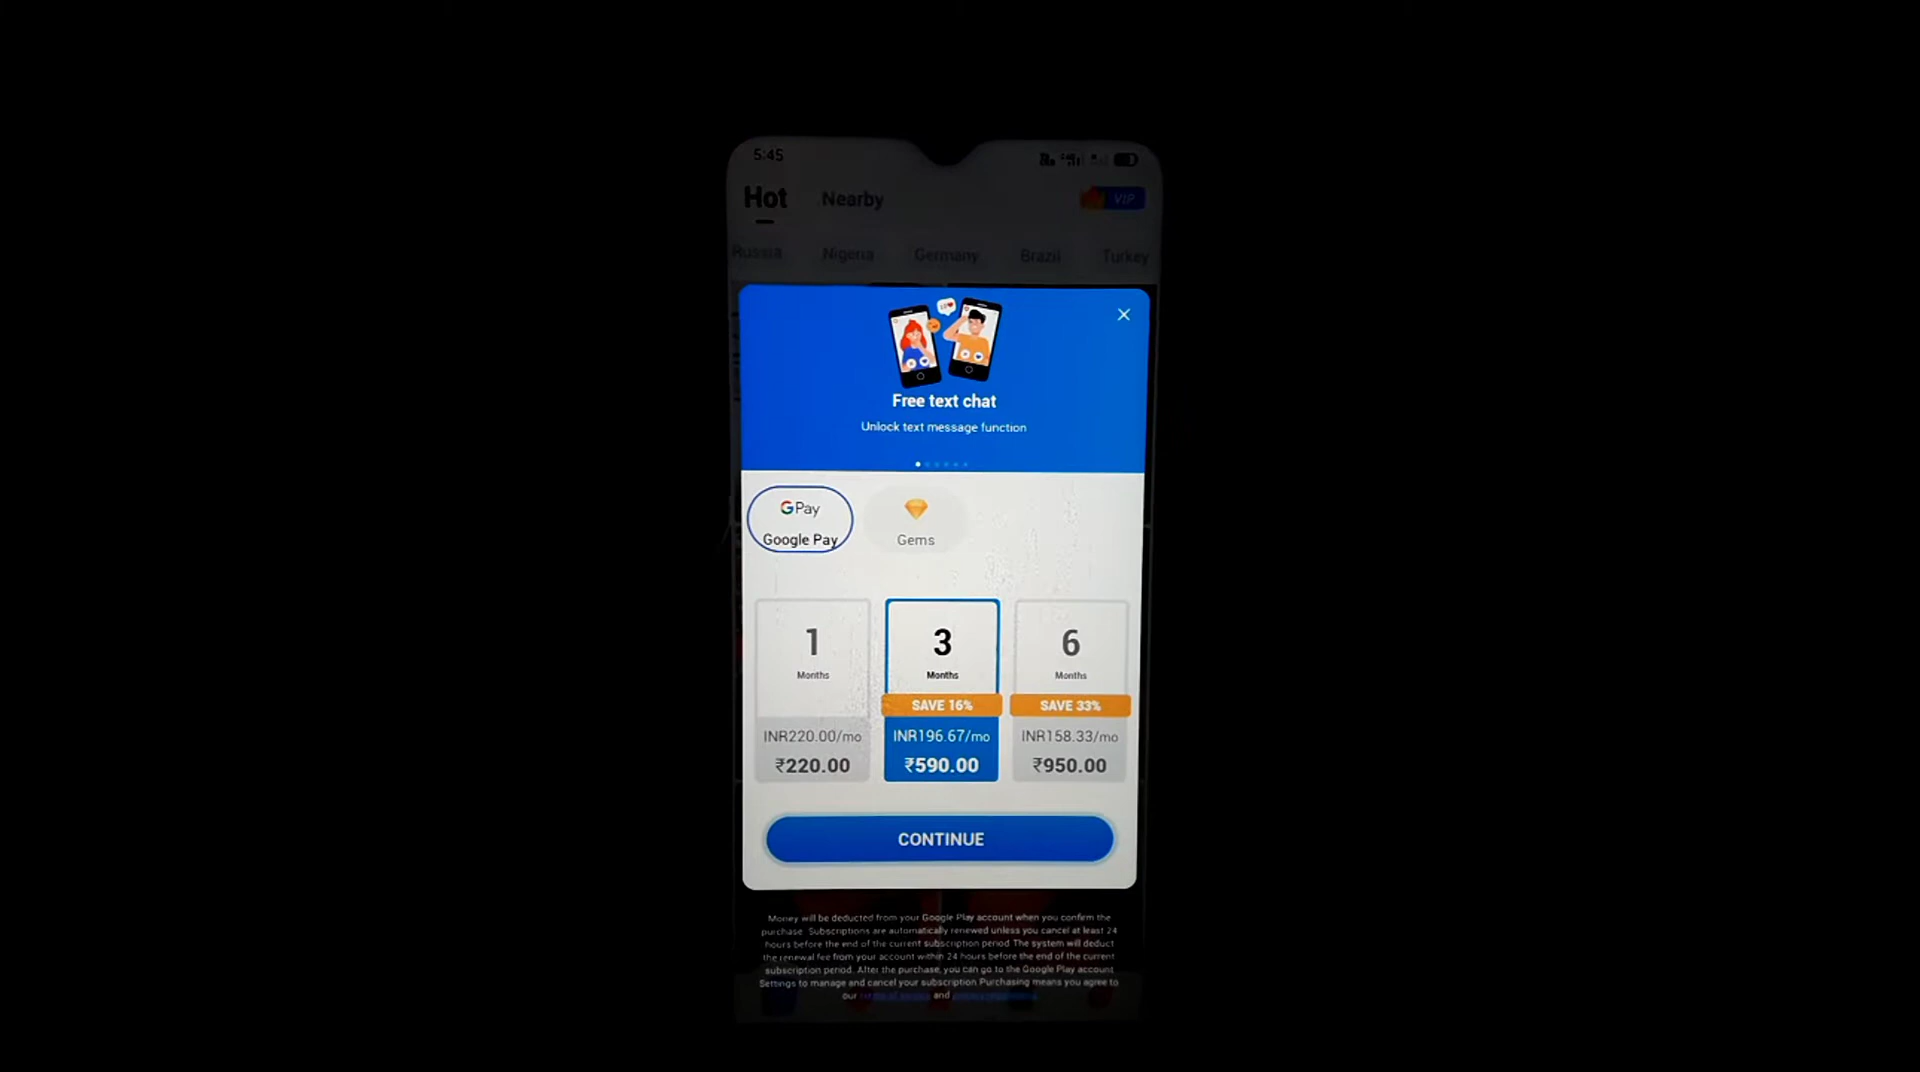 5:45
Hot Nearby VIP
Russia Nigeria Germany Brazil Turkey
Free text chat
Unlock text message function
G Pay
Google Pay Gems
1 3 6
Months Months Months
SAVE 16% SAVE 33%
INR220.00/mo INR196.67/mo INR158.33/mo
₹220.00 ₹590.00 ₹950.00
CONTINUE
Money will be deducted from your Google Play account when you confirm the
purchase. Subscriptions are automatically renewed unless you cancel at least 24
hours before the end of the current subscription period. The system will deduct
the renewal fee from your account within 24 hours before the end of the current
subscription period. After the purchase, you can go to the Google Play account
Settings to manage and cancel your subscription. Purchasing means you agree to
our terms of service and